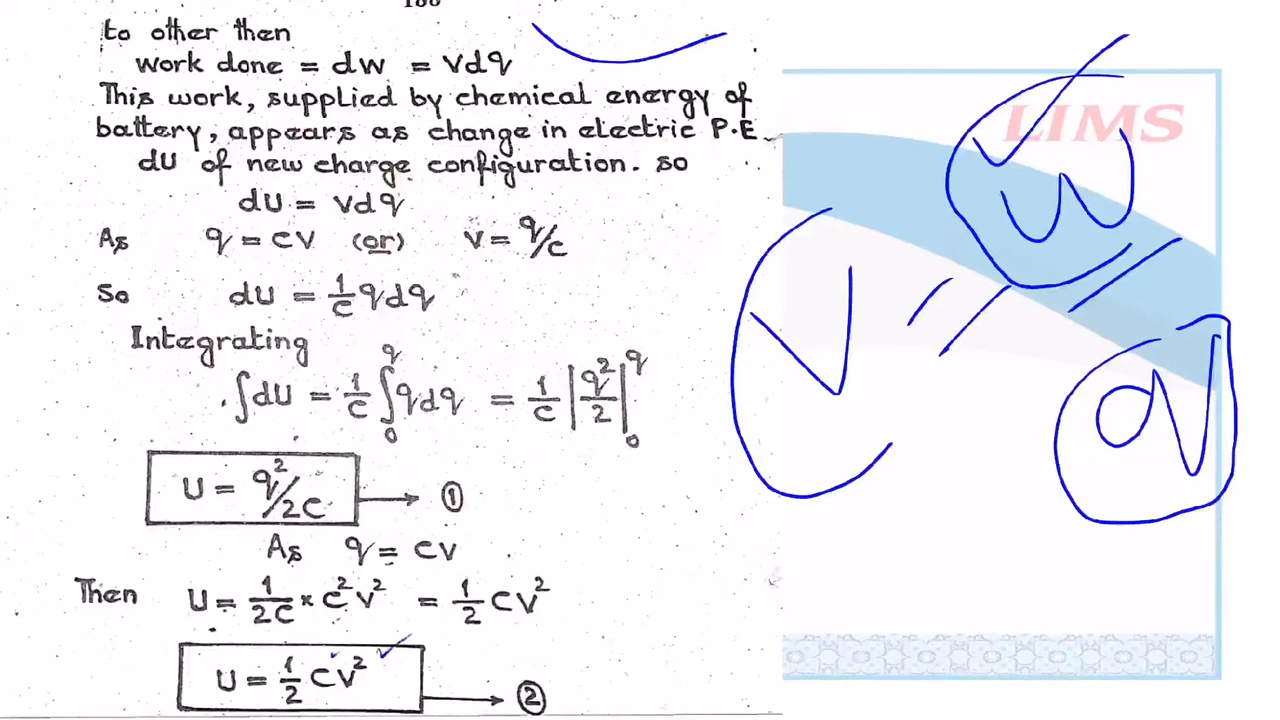 to other then
work done = dw = Vdq
This work, supplied by chemical energy of
battery, appears as change in electric P.E
dU of new charge configuration. so
dU = Vdq
As q = CV (or) V = q/C
So dU = 1/C qdq
Integrating
∫dU = 1/C ∫₀^q qdq = 1/C |q²/2|₀^q
U = q²/2C → ①
As q = CV
Then U = 1/2C × C²V² = 1/2 CV²
U = 1/2 CV² → ②
LIMS
W
V =